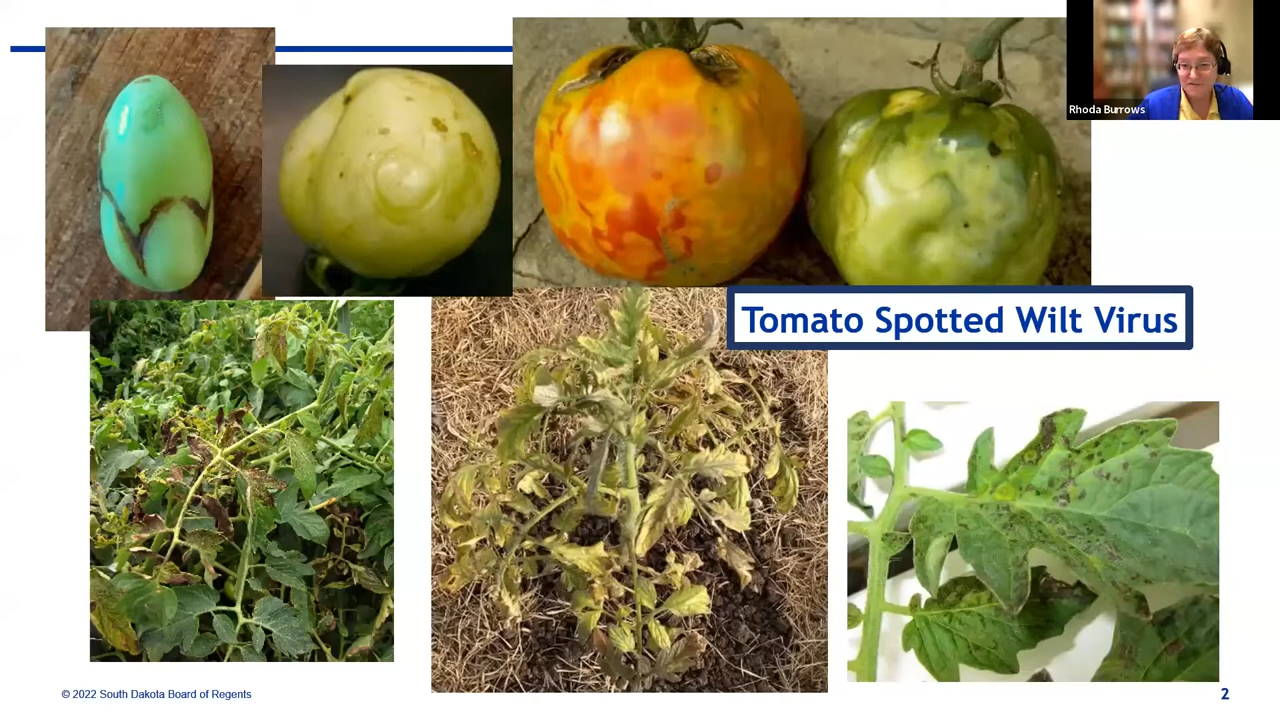 Rhoda Burrows
Tomato Spotted Wilt Virus
© 2022 South Dakota Board of Regents
2